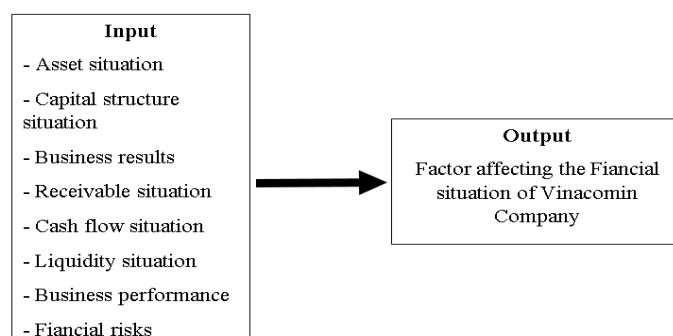 Input
- Asset situation
- Capital structure
situation
- Business results
- Receivable situation
- Cash flow situation
- Liquidity situation
- Business performance
- Fiancial risks
Output
Factor affecting the Fiancial
situation of Vinacomin
Company